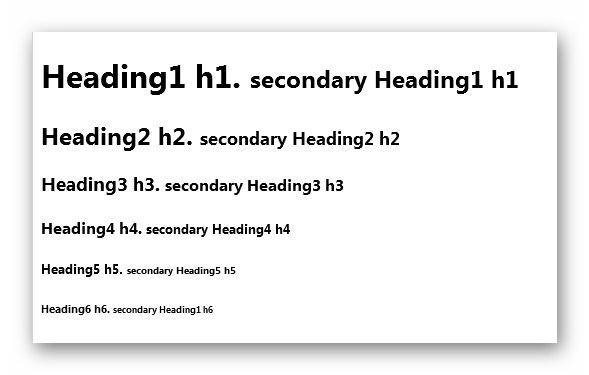 Heading1 h1. secondary Heading1 h1
Heading2 h2. secondary Heading2 h2
Heading3 h3. secondary Heading3 h3
Heading4 h4. secondary Heading4 h4
Heading5 h5. secondary Heading5 h5
Heading6 h6. secondary Heading1 h6